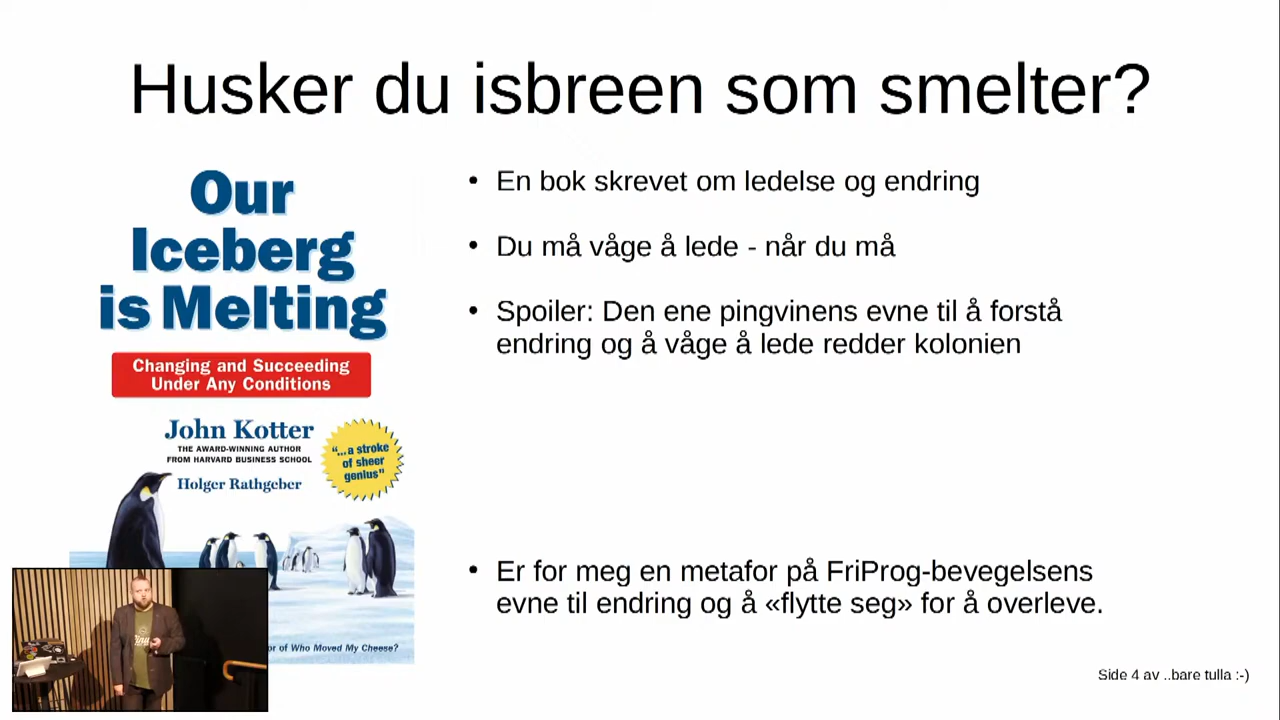 Husker du isbreen som smelter?
Our
Iceberg
is Melting
Changing and Succeeding
Under Any Conditions
John Kotter
THE AWARD-WINNING AUTHOR
FROM HARVARD BUSINESS SCHOOL
Holger Rathgeber
“...a stroke
of sheer
genius”
or of Who Moved My Cheese?
• En bok skrevet om ledelse og endring
• Du må våge å lede - når du må
• Spoiler: Den ene pingvinens evne til å forstå
endring og å våge å lede redder kolonien
• Er for meg en metafor på FriProg-bevegelsens
evne til endring og å «flytte seg» for å overleve.
Side 4 av ..bare tulla :-)